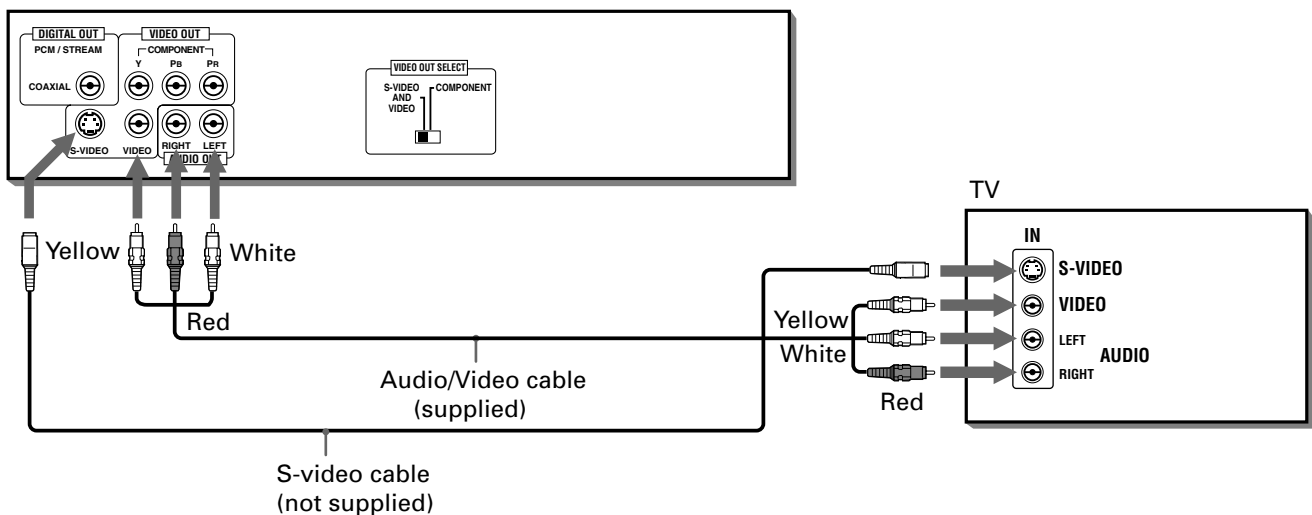 DIGITAL OUT
PCM / STREAM
COAXIAL
VIDEO OUT
COMPONENT
Y PB PR
S-VIDEO VIDEO
RIGHT LEFT
AUDIO OUT
VIDEO OUT SELECT
S-VIDEO
AND
VIDEO
COMPONENT
Yellow
White
Red
Audio/Video cable
(supplied)
S-video cable
(not supplied)
TV
IN
S-VIDEO
VIDEO
LEFT
AUDIO
RIGHT
Yellow
White
Red